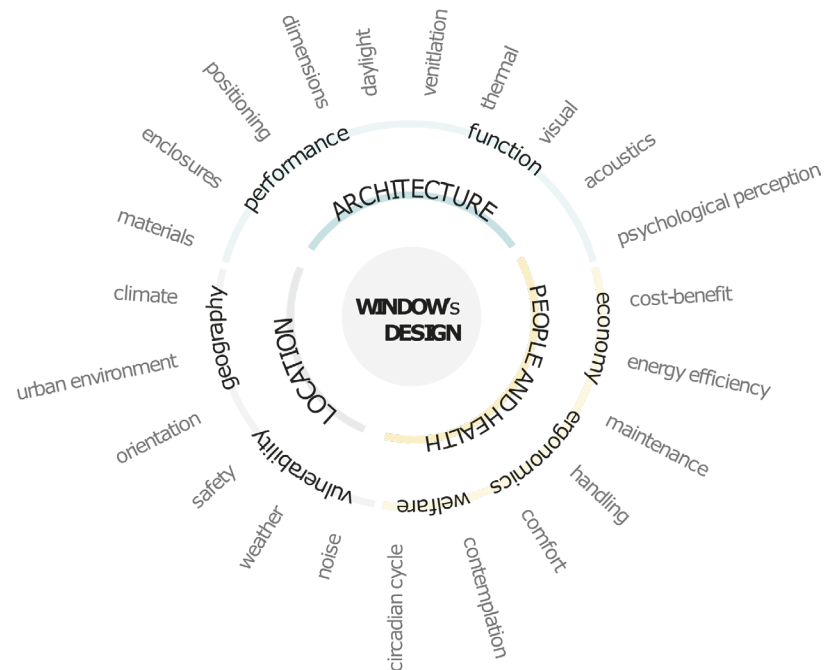 WINDOW's
DESIGN
ARCHITECTURE
PEOPLE AND HEALTH
LOCATION
performance
function
economy
ergonomics
welfare
vulnerability
geography
materials
enclosures
positioning
dimensions
daylight
venitlation
thermal
visual
acoustics
psychological perception
cost-benefit
energy efficiency
maintenance
handling
comfort
contemplation
circadian cycle
noise
weather
safety
orientation
urban environment
climate